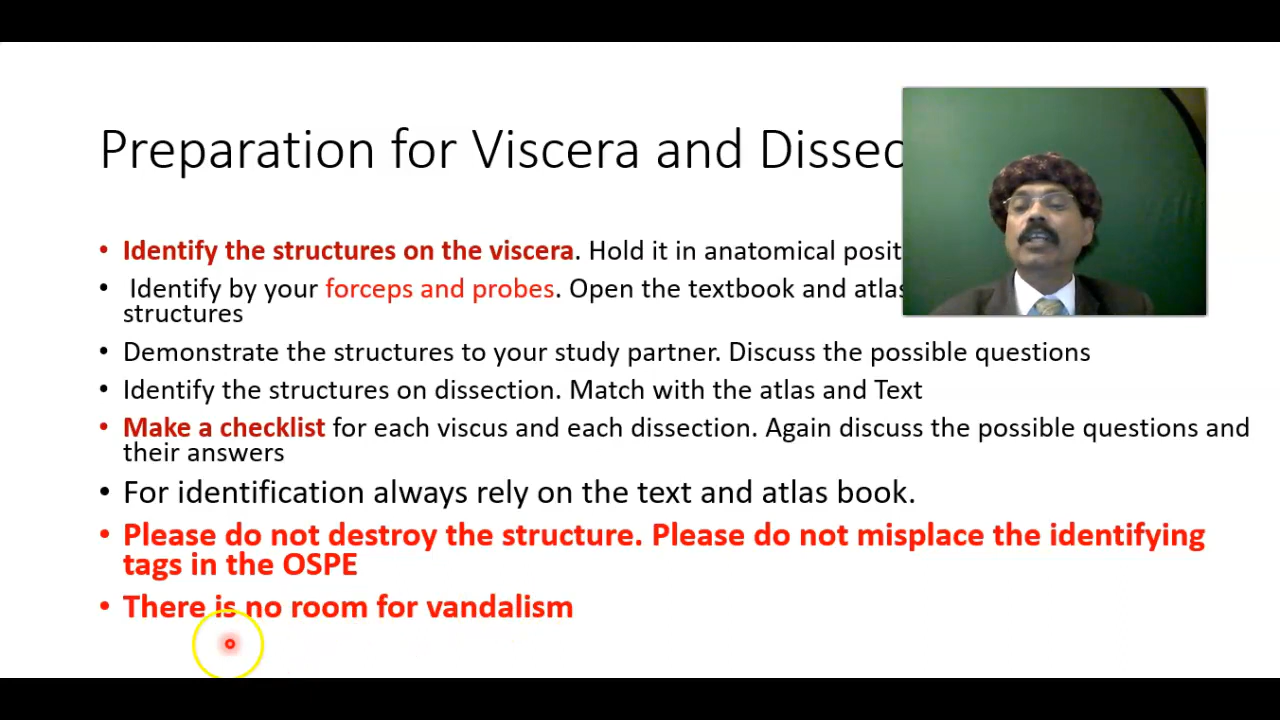 Preparation for Viscera and Dissec
• Identify the structures on the viscera. Hold it in anatomical posit
• Identify by your forceps and probes. Open the textbook and atlas
structures
• Demonstrate the structures to your study partner. Discuss the possible questions
• Identify the structures on dissection. Match with the atlas and Text
• Make a checklist for each viscus and each dissection. Again discuss the possible questions and
their answers
• For identification always rely on the text and atlas book.
• Please do not destroy the structure. Please do not misplace the identifying
tags in the OSPE
• There is no room for vandalism